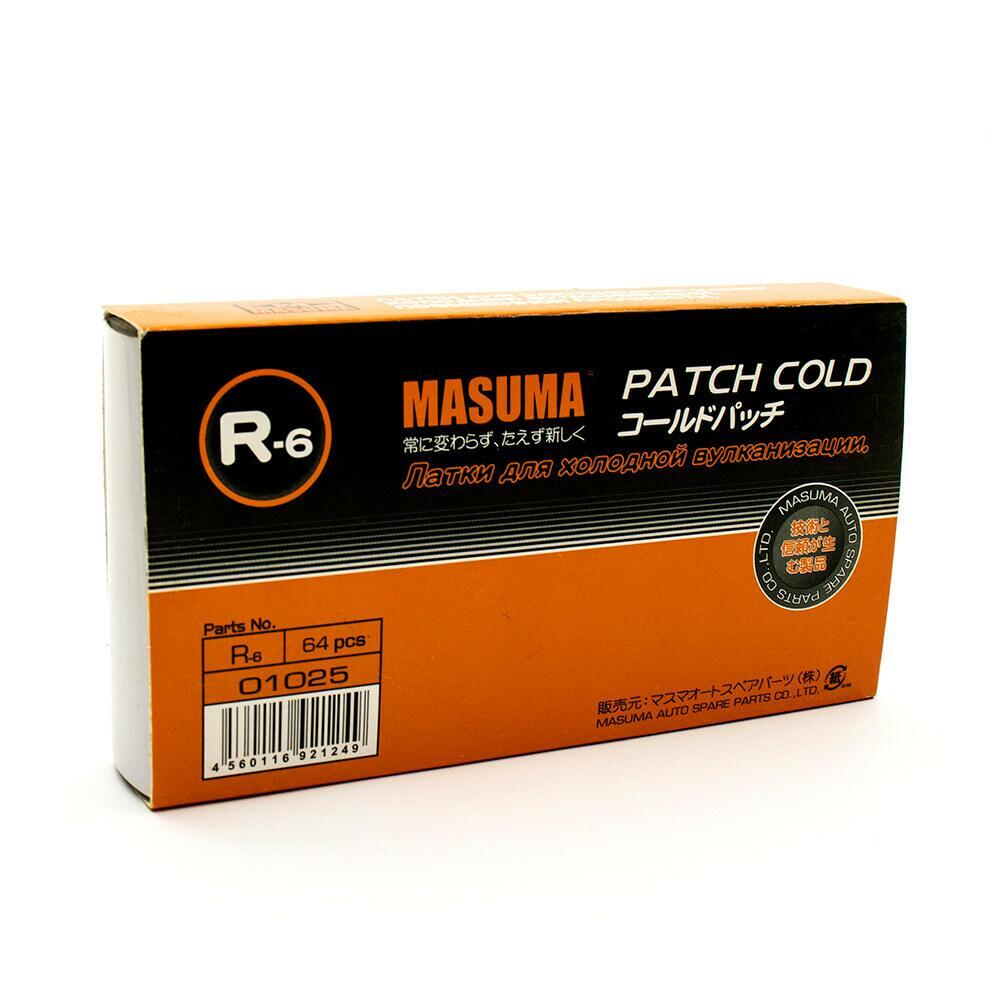 MASUMA
R-6
MASUMA®
常に変わらず、たえず新しく
PATCH COLD
コールドパッチ
Латки для холодной вулканизации.
MASUMA AUTO SPARE PARTS CO.,LTD.
技術と
信頼が生
む製品
Parts No.
R-6 64 pcs
01025
4 560116 921249
販売元：マスマオートスペアパーツ（株）
MASUMA AUTO SPARE PARTS CO.,LTD.
紙